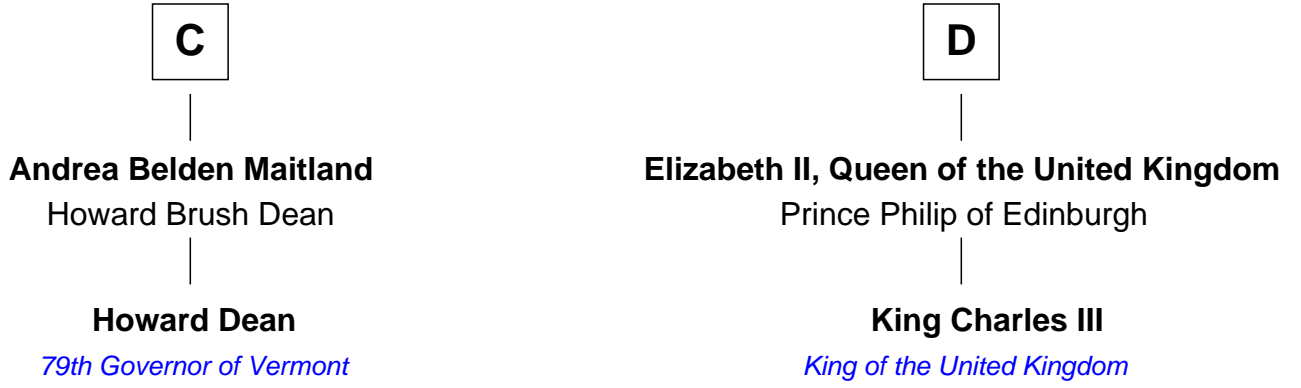 C
D
Andrea Belden Maitland
Howard Brush Dean
Elizabeth II, Queen of the United Kingdom
Prince Philip of Edinburgh
Howard Dean
79th Governor of Vermont
King Charles III
King of the United Kingdom